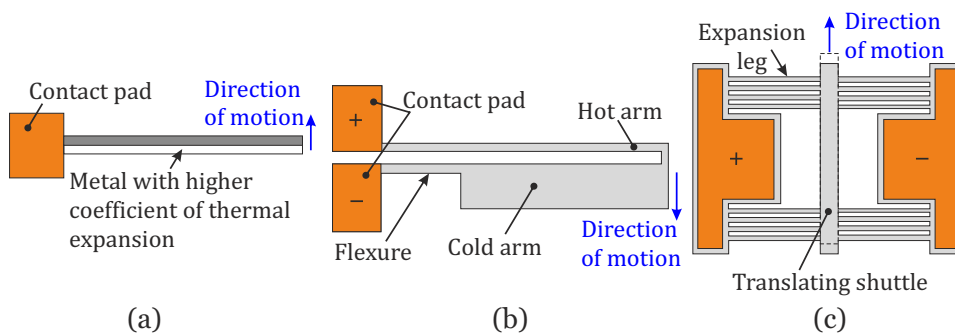 Contact pad
Direction
of motion
Metal with higher
coefficient of thermal
expansion
(a)
Contact pad
+
−
Hot arm
Flexure
Cold arm
Direction
of motion
(b)
Expansion
leg
Direction
of motion
+
−
Translating shuttle
(c)